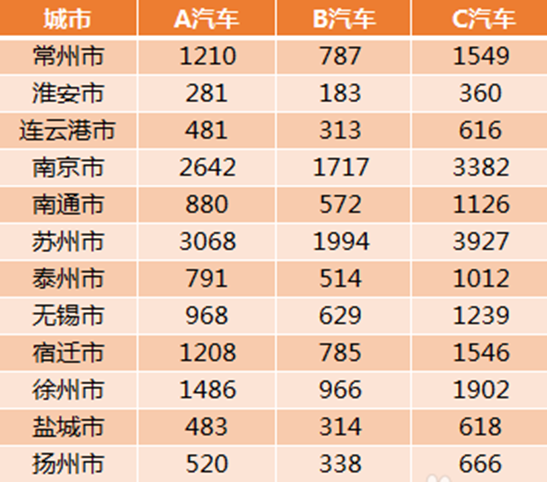 城市 A汽车 B汽车 C汽车
常州市 1210 787 1549
淮安市 281 183 360
连云港市 481 313 616
南京市 2642 1717 3382
南通市 880 572 1126
苏州市 3068 1994 3927
泰州市 791 514 1012
无锡市 968 629 1239
宿迁市 1208 785 1546
徐州市 1486 966 1902
盐城市 483 314 618
扬州市 520 338 666